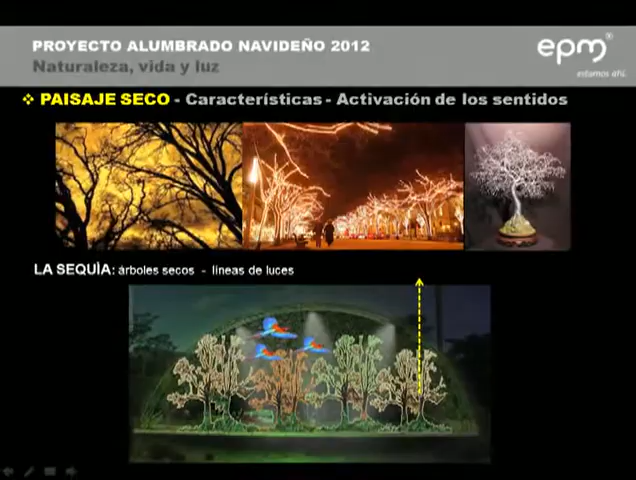 PROYECTO ALUMBRADO NAVIDEÑO 2012
Naturaleza, vida y luz
epm®
estamos ahí.
❖ PAISAJE SECO - Características - Activación de los sentidos
LA SEQUÌA: árboles secos - líneas de luces